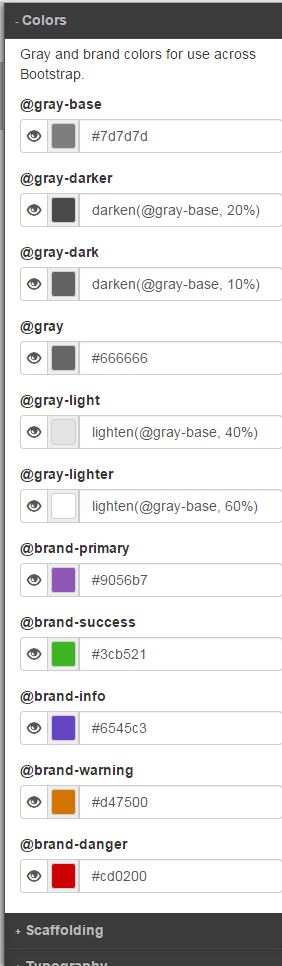 - Colors
Gray and brand colors for use across
Bootstrap.
@gray-base
#7d7d7d
@gray-darker
darken(@gray-base, 20%)
@gray-dark
darken(@gray-base, 10%)
@gray
#666666
@gray-light
lighten(@gray-base, 40%)
@gray-lighter
lighten(@gray-base, 60%)
@brand-primary
#9056b7
@brand-success
#3cb521
@brand-info
#6545c3
@brand-warning
#d47500
@brand-danger
#cd0200
+ Scaffolding
+ Typography